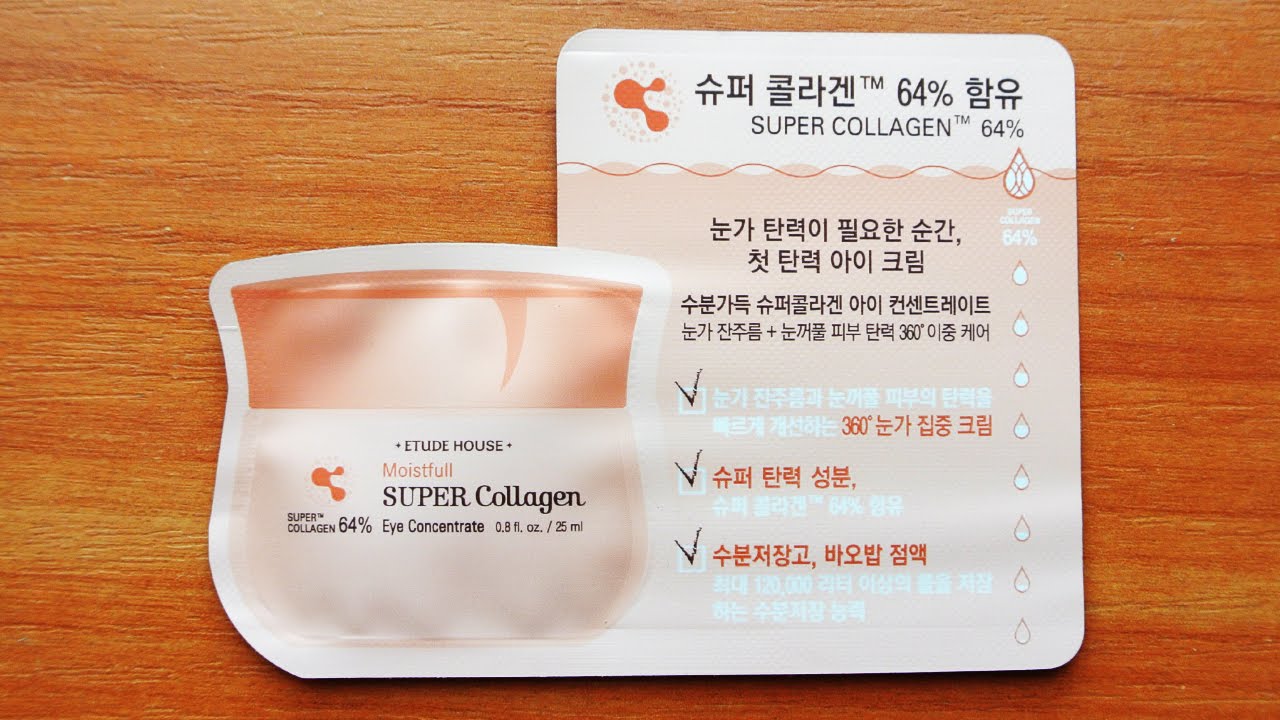 슈퍼 콜라겐™ 64% 함유
SUPER COLLAGEN™ 64%
SUPER
COLLAGEN
64%
눈가 탄력이 필요한 순간,
첫 탄력 아이 크림
수분가득 슈퍼콜라겐 아이 컨센트레이트
눈가 잔주름 + 눈꺼풀 피부 탄력 360° 이중 케어
눈가 잔주름과 눈꺼풀 피부의 탄력을
빠르게 개선하는 360° 눈가 집중 크림
슈퍼 탄력 성분,
슈퍼 콜라겐™ 64% 함유
수분저장고, 바오밥 점액
최대 120,000 리터 이상의 물을 저장
하는 수분저장 능력
ETUDE HOUSE
Moistfull
SUPER Collagen
SUPER™
COLLAGEN 64%
Eye Concentrate 0.8 fl. oz. / 25 ml